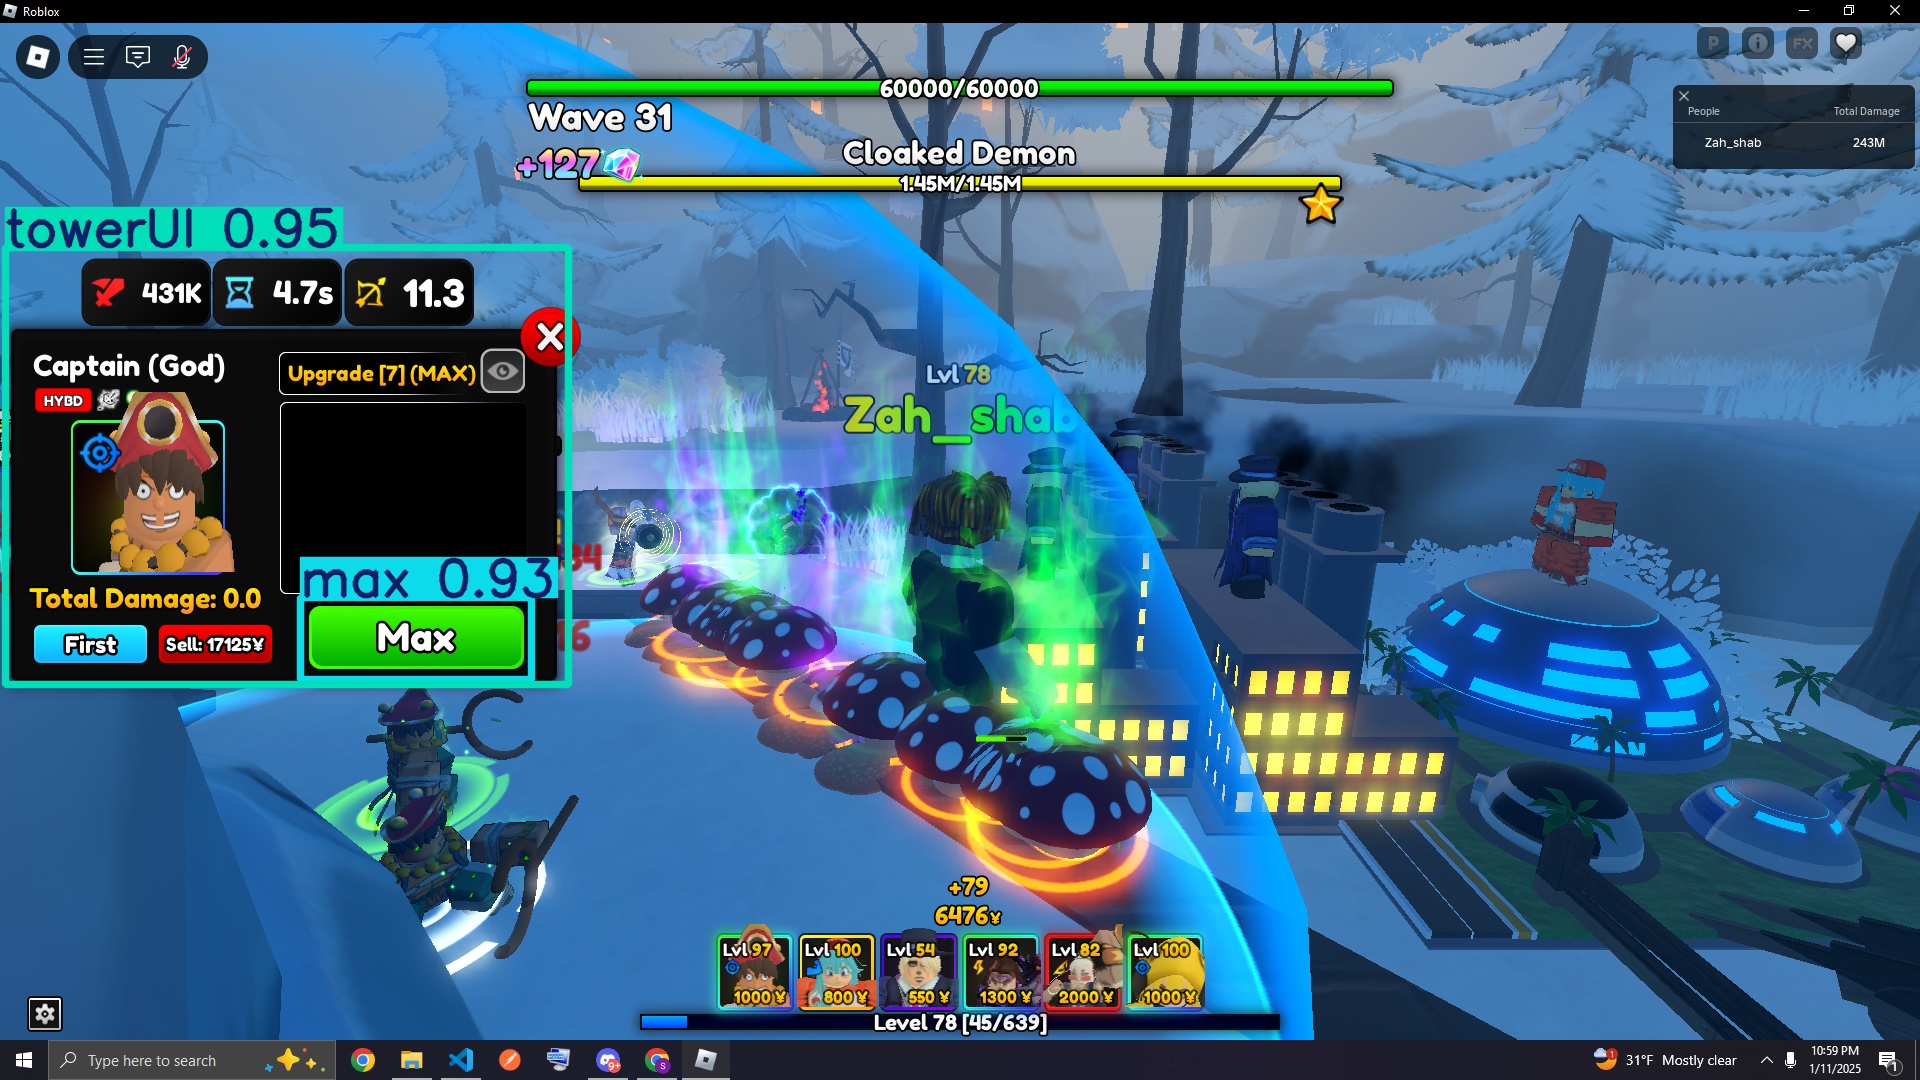 Roblox
P
FX
60000/60000
Wave 31
+127
Cloaked Demon
1.45M/1.45M
People Total Damage
Zah_shab 243M
towerUI 0.95
431K 4.7s 11.3
Captain (God)
HYBD
Upgrade [7] (MAX)
Lvl 78
Zah_shab
max 0.93
Total Damage: 0.0
First
Sell: 17125¥
Max
+79
6476¥
Lvl 97 Lvl 100 Lvl 54 Lvl 92 Lvl 82 Lvl 100
1000 ¥ 800 ¥ 550 ¥ 1300 ¥ 2000 ¥ 1000 ¥
Level 78 [45/639]
Type here to search
9+
S
1
31°F Mostly clear
10:59 PM
1/11/2025
1